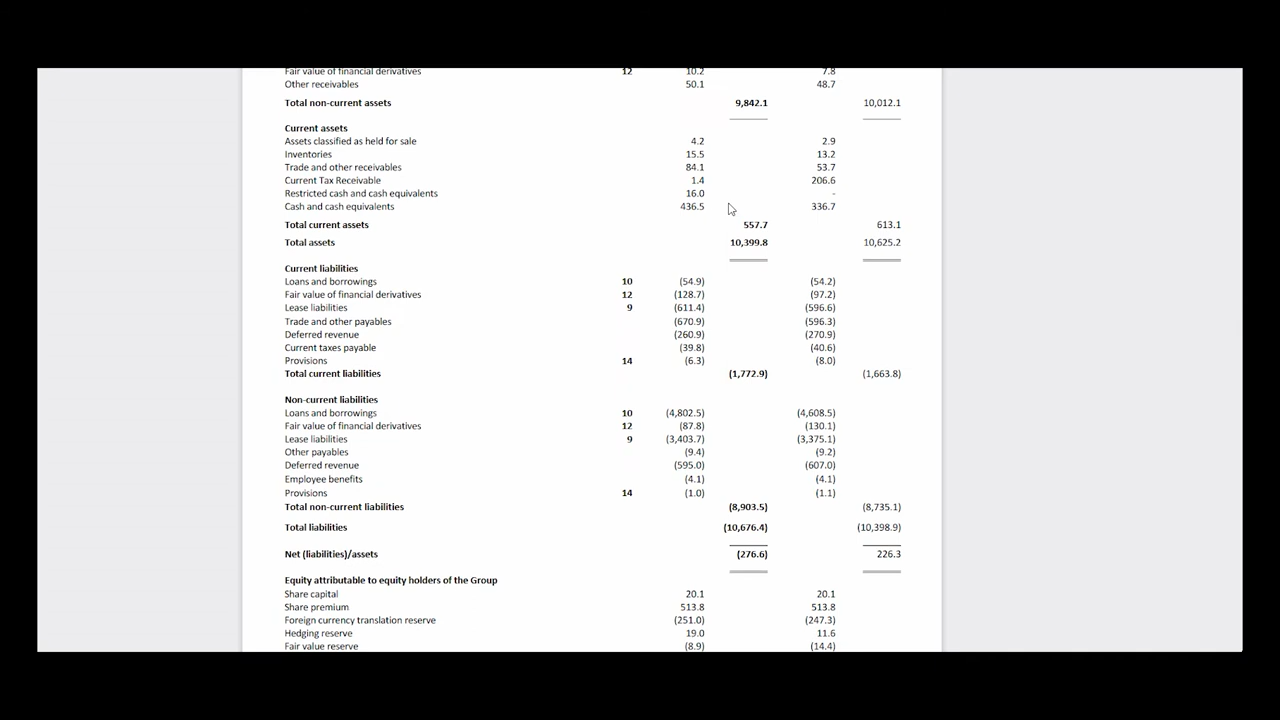 Fair value of financial derivatives 12 10.2 7.8
Other receivables 50.1 48.7
Total non-current assets 9,842.1 10,012.1
Current assets
Assets classified as held for sale 4.2 2.9
Inventories 15.5 13.2
Trade and other receivables 84.1 53.7
Current Tax Receivable 1.4 206.6
Restricted cash and cash equivalents 16.0 -
Cash and cash equivalents 436.5 336.7
Total current assets 557.7 613.1
Total assets 10,399.8 10,625.2
Current liabilities
Loans and borrowings 10 (54.9) (54.2)
Fair value of financial derivatives 12 (128.7) (97.2)
Lease liabilities 9 (611.4) (596.6)
Trade and other payables (670.9) (596.3)
Deferred revenue (260.9) (270.9)
Current taxes payable (39.8) (40.6)
Provisions 14 (6.3) (8.0)
Total current liabilities (1,772.9) (1,663.8)
Non-current liabilities
Loans and borrowings 10 (4,802.5) (4,608.5)
Fair value of financial derivatives 12 (87.8) (130.1)
Lease liabilities 9 (3,403.7) (3,375.1)
Other payables (9.4) (9.2)
Deferred revenue (595.0) (607.0)
Employee benefits (4.1) (4.1)
Provisions 14 (1.0) (1.1)
Total non-current liabilities (8,903.5) (8,735.1)
Total liabilities (10,676.4) (10,398.9)
Net (liabilities)/assets (276.6) 226.3
Equity attributable to equity holders of the Group
Share capital 20.1 20.1
Share premium 513.8 513.8
Foreign currency translation reserve (251.0) (247.3)
Hedging reserve 19.0 11.6
Fair value reserve (8.9) (14.4)